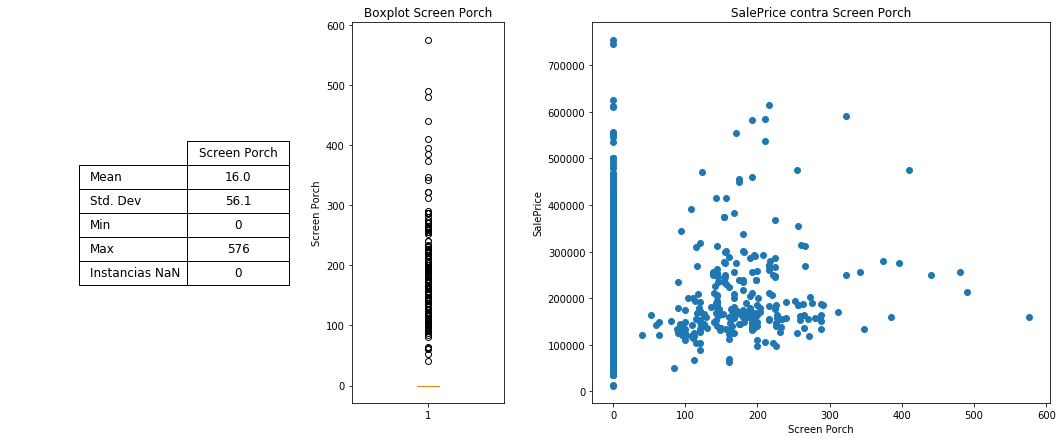 Screen Porch
Mean 16.0
Std. Dev 56.1
Min 0
Max 576
Instancias NaN 0
Boxplot Screen Porch
600
500
400
300
200
100
0
Screen Porch
1
SalePrice contra Screen Porch
700000
600000
500000
400000
300000
200000
100000
0
SalePrice
0 100 200 300 400 500 600
Screen Porch